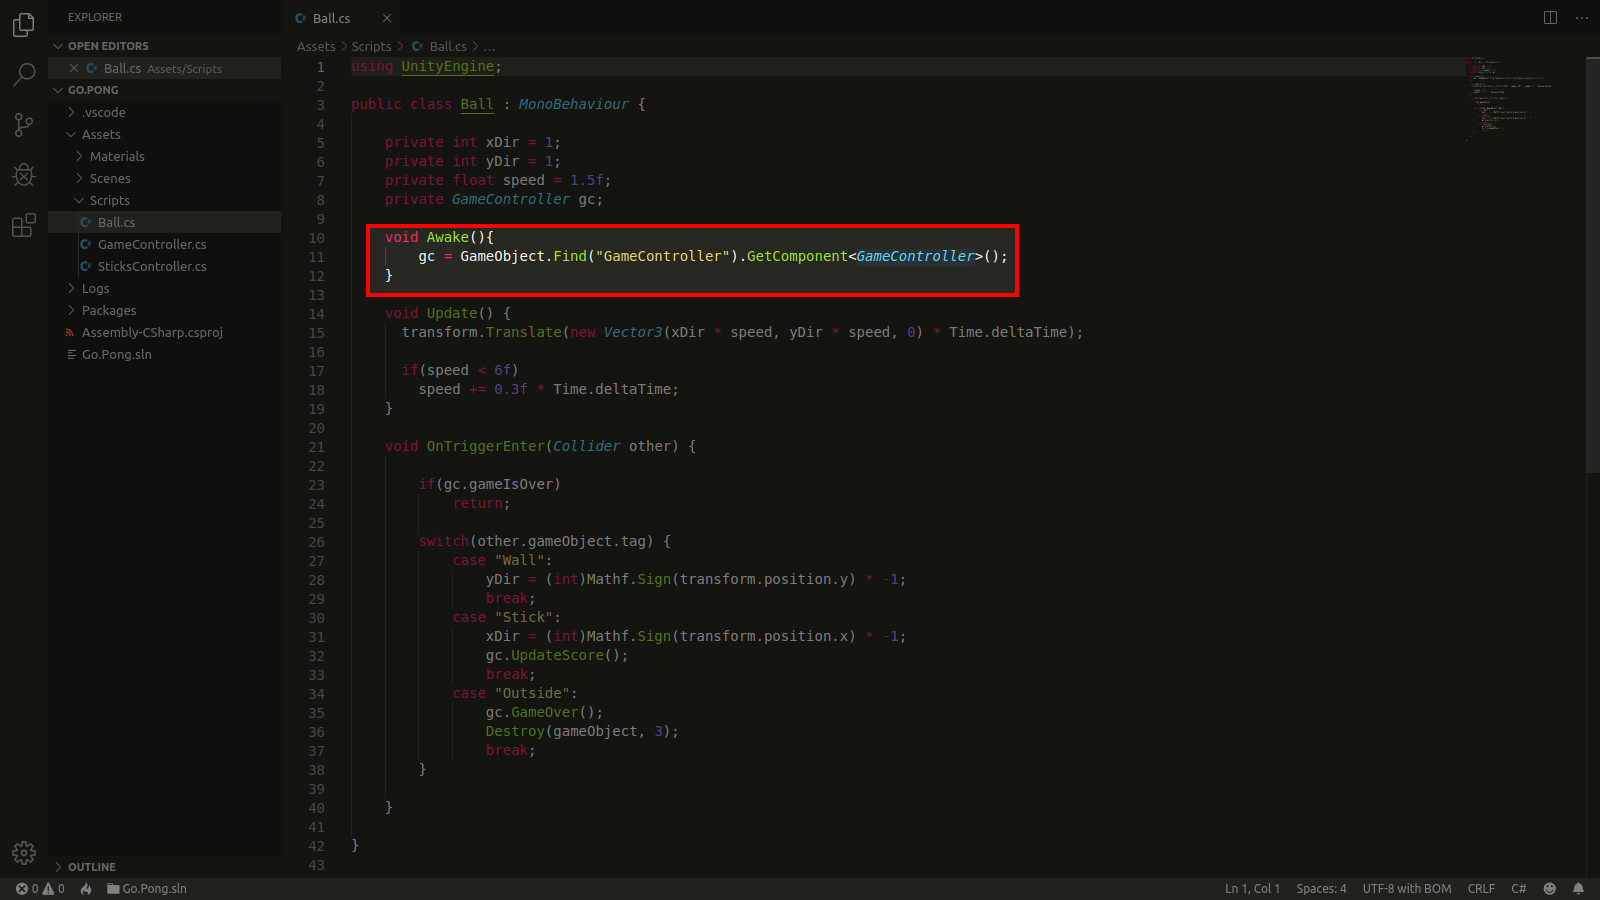 EXPLORER
OPEN EDITORS
Ball.cs Assets/Scripts
GO.PONG
.vscode
Assets
Materials
Scenes
Scripts
Ball.cs
GameController.cs
SticksController.cs
Logs
Packages
Assembly-CSharp.csproj
Go.Pong.sln
OUTLINE
Ball.cs
Assets > Scripts > Ball.cs > ...
1 using UnityEngine;
2
3 public class Ball : MonoBehaviour {
4
5 private int xDir = 1;
6 private int yDir = 1;
7 private float speed = 1.5f;
8 private GameController gc;
9
10 void Awake(){
11 gc = GameObject.Find("GameController").GetComponent<GameController>();
12 }
13
14 void Update() {
15 transform.Translate(new Vector3(xDir * speed, yDir * speed, 0) * Time.deltaTime);
16
17 if(speed < 6f)
18 speed += 0.3f * Time.deltaTime;
19 }
20
21 void OnTriggerEnter(Collider other) {
22
23 if(gc.gameIsOver)
24 return;
25
26 switch(other.gameObject.tag) {
27 case "Wall":
28 yDir = (int)Mathf.Sign(transform.position.y) * -1;
29 break;
30 case "Stick":
31 xDir = (int)Mathf.Sign(transform.position.x) * -1;
32 gc.UpdateScore();
33 break;
34 case "Outside":
35 gc.GameOver();
36 Destroy(gameObject, 3);
37 break;
38 }
39
40 }
41
42 }
43
0 0 Go.Pong.sln Ln 1, Col 1 Spaces: 4 UTF-8 with BOM CRLF C#